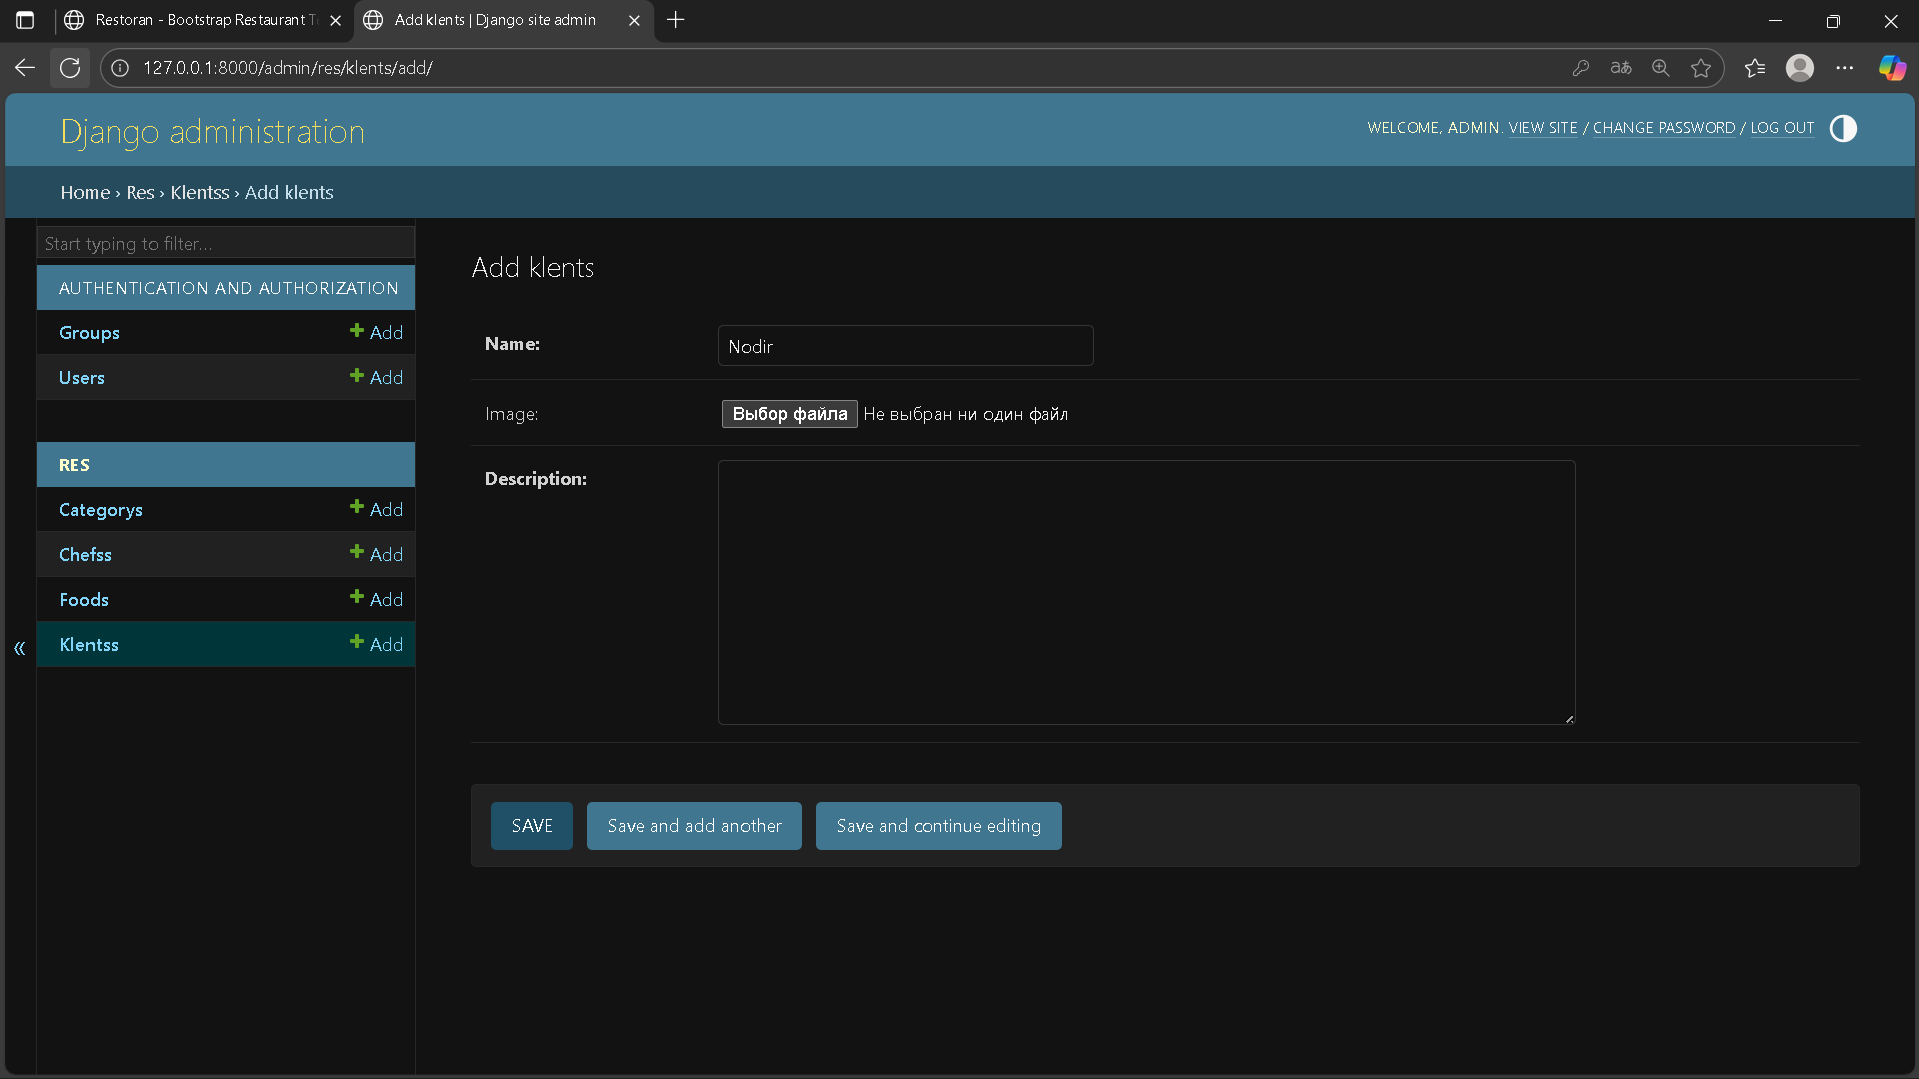 Restoran - Bootstrap Restaurant T
Add klents | Django site admin
127.0.0.1:8000/admin/res/klents/add/
Django administration
WELCOME, ADMIN. VIEW SITE / CHANGE PASSWORD / LOG OUT
Home › Res › Klentss › Add klents
Start typing to filter...
AUTHENTICATION AND AUTHORIZATION
Groups + Add
Users + Add
RES
Categorys + Add
Chefss + Add
Foods + Add
Klentss + Add
«
Add klents
Name: Nodir
Image: Выбор файла Не выбран ни один файл
Description:
SAVE Save and add another Save and continue editing